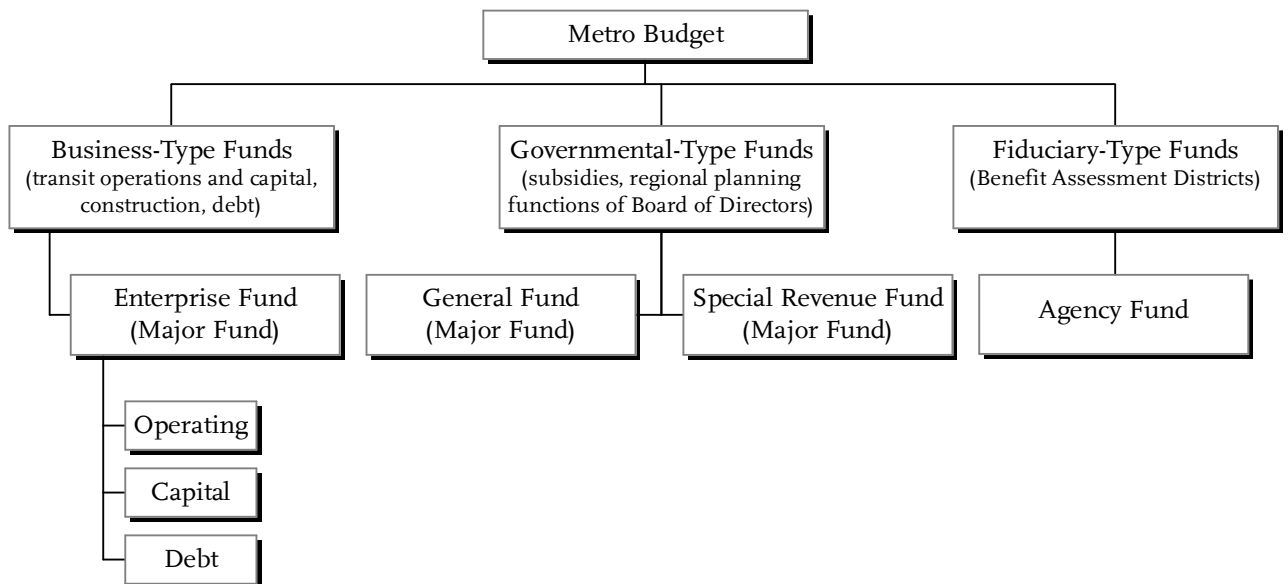 Metro Budget
Business-Type Funds
(transit operations and capital,
construction, debt)
Governmental-Type Funds
(subsidies, regional planning
functions of Board of Directors)
Fiduciary-Type Funds
(Benefit Assessment Districts)
Enterprise Fund
(Major Fund)
General Fund
(Major Fund)
Special Revenue Fund
(Major Fund)
Agency Fund
Operating
Capital
Debt